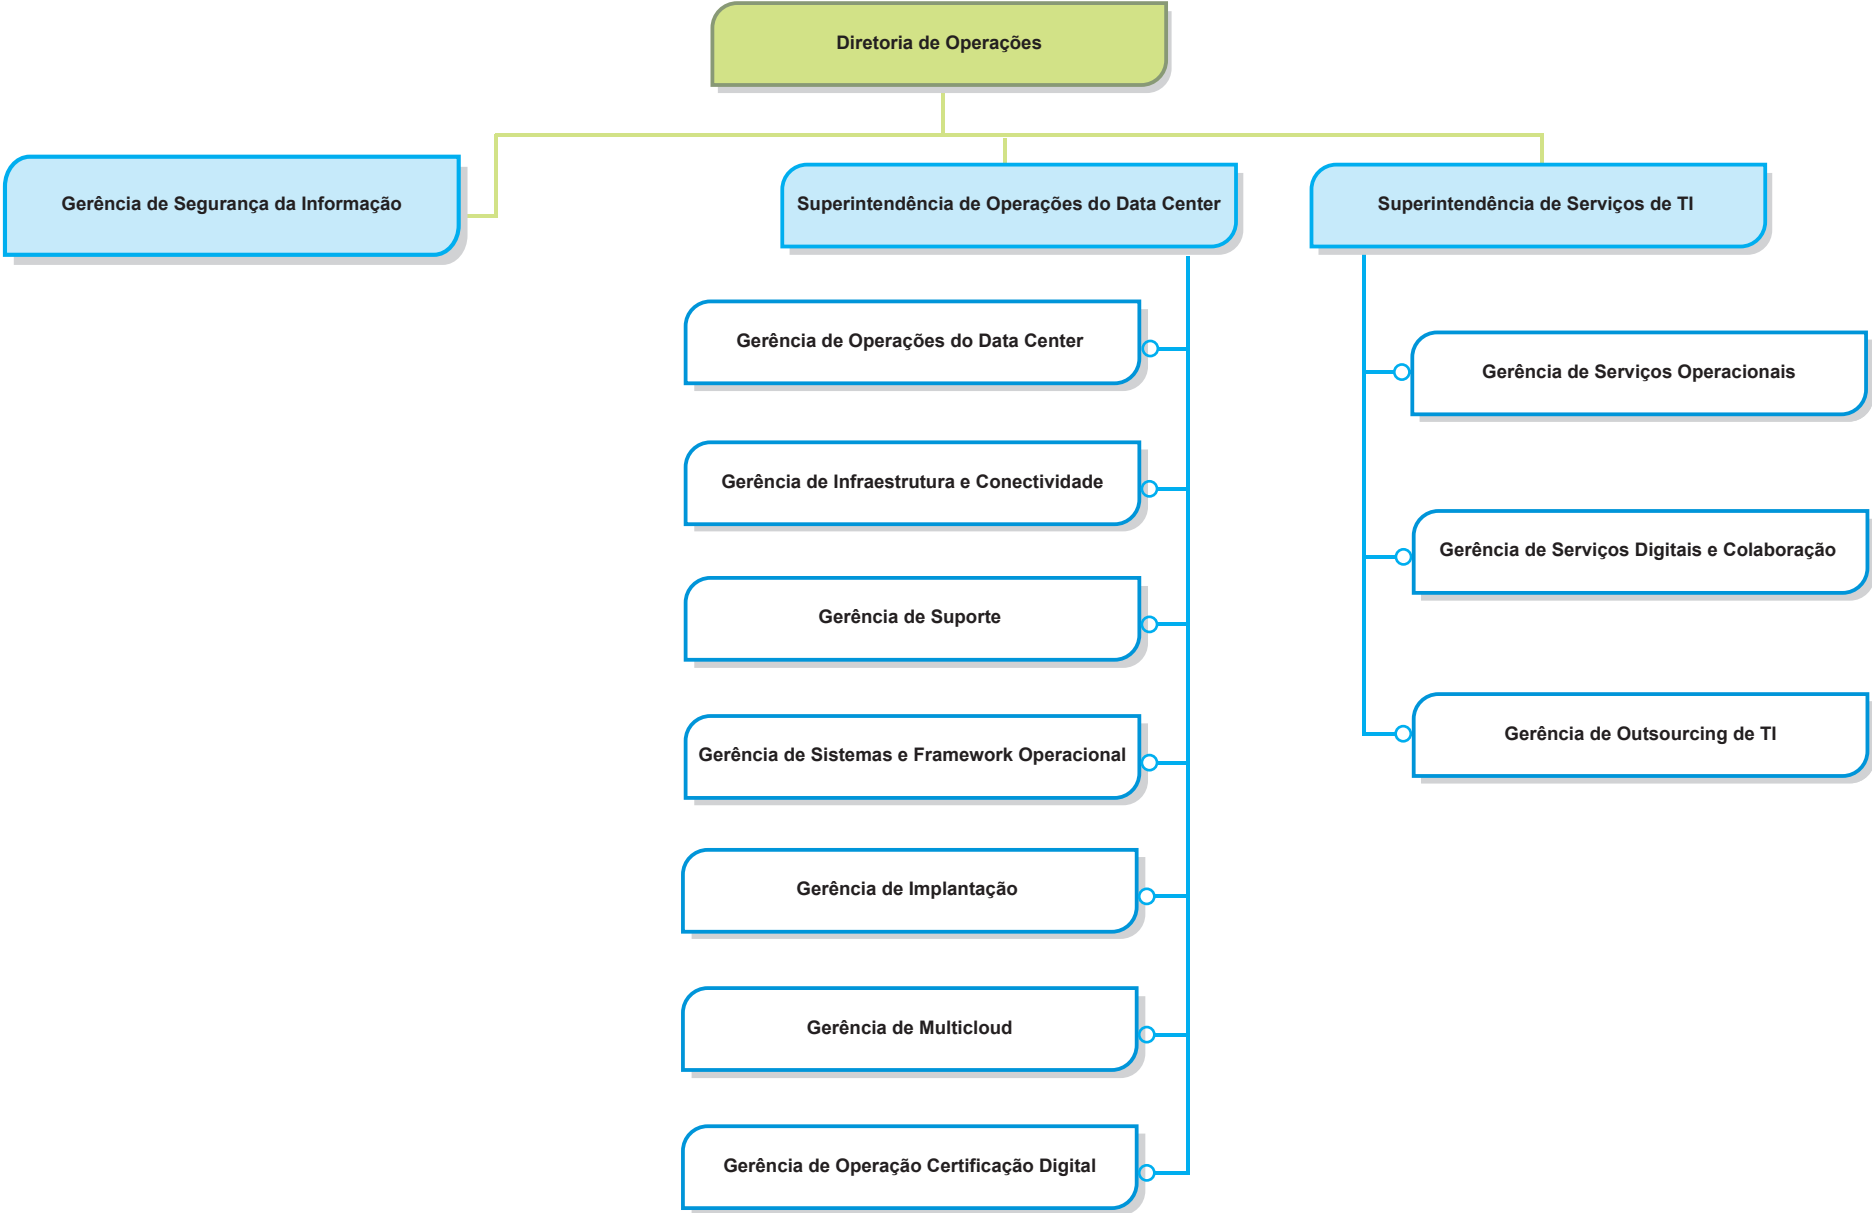 Diretoria de Operações
Gerência de Segurança da Informação
Superintendência de Operações do Data Center
Superintendência de Serviços de TI
Gerência de Operações do Data Center
Gerência de Infraestrutura e Conectividade
Gerência de Suporte
Gerência de Sistemas e Framework Operacional
Gerência de Implantação
Gerência de Multicloud
Gerência de Operação Certificação Digital
Gerência de Serviços Operacionais
Gerência de Serviços Digitais e Colaboração
Gerência de Outsourcing de TI